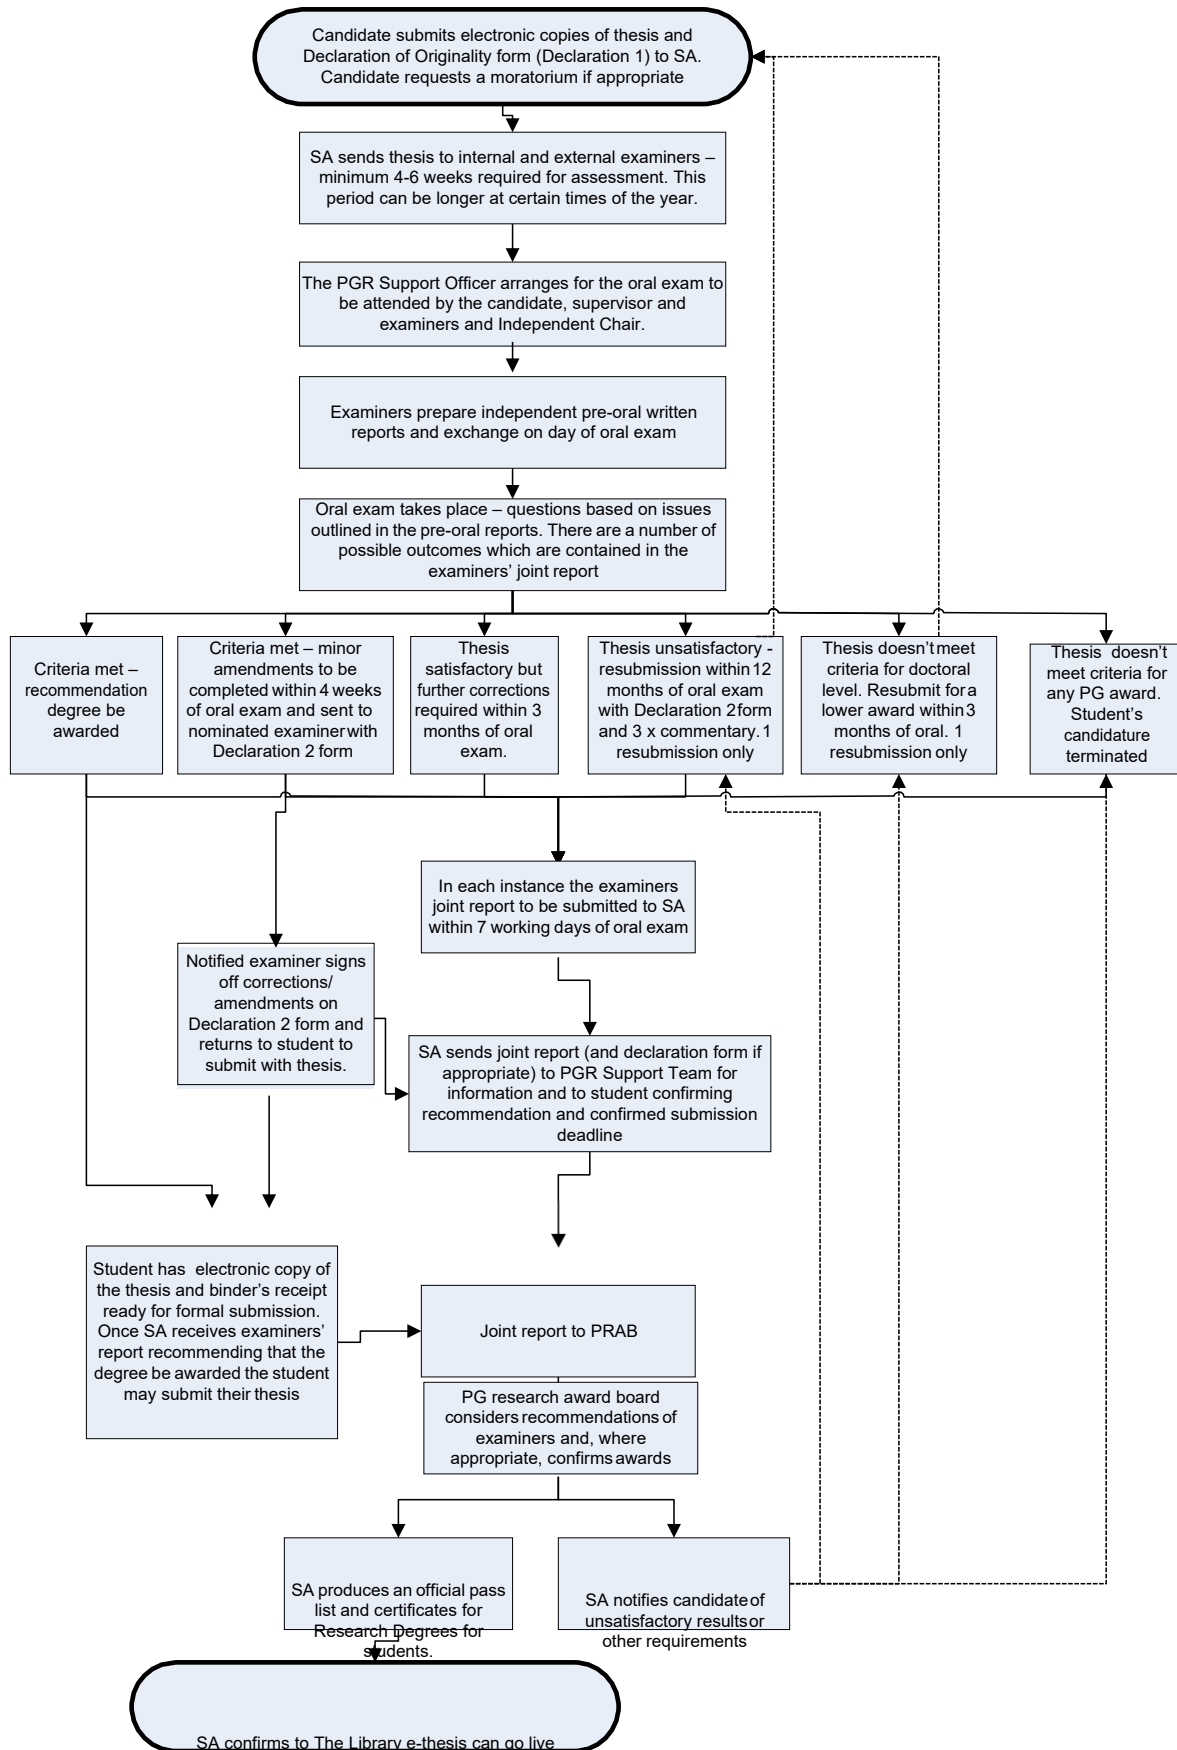 Candidate submits electronic copies of thesis and
Declaration of Originality form (Declaration 1) to SA.
Candidate requests a moratorium if appropriate
SA sends thesis to internal and external examiners –
minimum 4-6 weeks required for assessment. This
period can be longer at certain times of the year.
The PGR Support Officer arranges for the oral exam to
be attended by the candidate, supervisor and
examiners and Independent Chair.
Examiners prepare independent pre-oral written
reports and exchange on day of oral exam
Oral exam takes place – questions based on issues
outlined in the pre-oral reports. There are a number of
possible outcomes which are contained in the
examiners’ joint report
Criteria met –
recommendation
degree be
awarded
Criteria met – minor
amendments to be
completed within 4 weeks
of oral exam and sent to
nominated examiner with
Declaration 2 form
Thesis
satisfactory but
further corrections
required within 3
months of oral
exam.
Thesis unsatisfactory -
resubmission within 12
months of oral exam
with Declaration 2 form
and 3 x commentary. 1
resubmission only
Thesis doesn’t meet
criteria for doctoral
level. Resubmit for a
lower award within 3
months of oral. 1
resubmission only
Thesis doesn’t
meet criteria for
any PG award.
Student’s
candidature
terminated
In each instance the examiners
joint report to be submitted to SA
within 7 working days of oral exam
Notified examiner signs
off corrections/
amendments on
Declaration 2 form and
returns to student to
submit with thesis.
SA sends joint report (and declaration form if
appropriate) to PGR Support Team for
information and to student confirming
recommendation and confirmed submission
deadline
Student has electronic copy of
the thesis and binder’s receipt
ready for formal submission.
Once SA receives examiners’
report recommending that the
degree be awarded the student
may submit their thesis
Joint report to PRAB
PG research award board
considers recommendations of
examiners and, where
appropriate, confirms awards
SA produces an official pass
list and certificates for
Research Degrees for
students.
SA notifies candidate of
unsatisfactory results or
other requirements
SA confirms to The Library e-thesis can go live